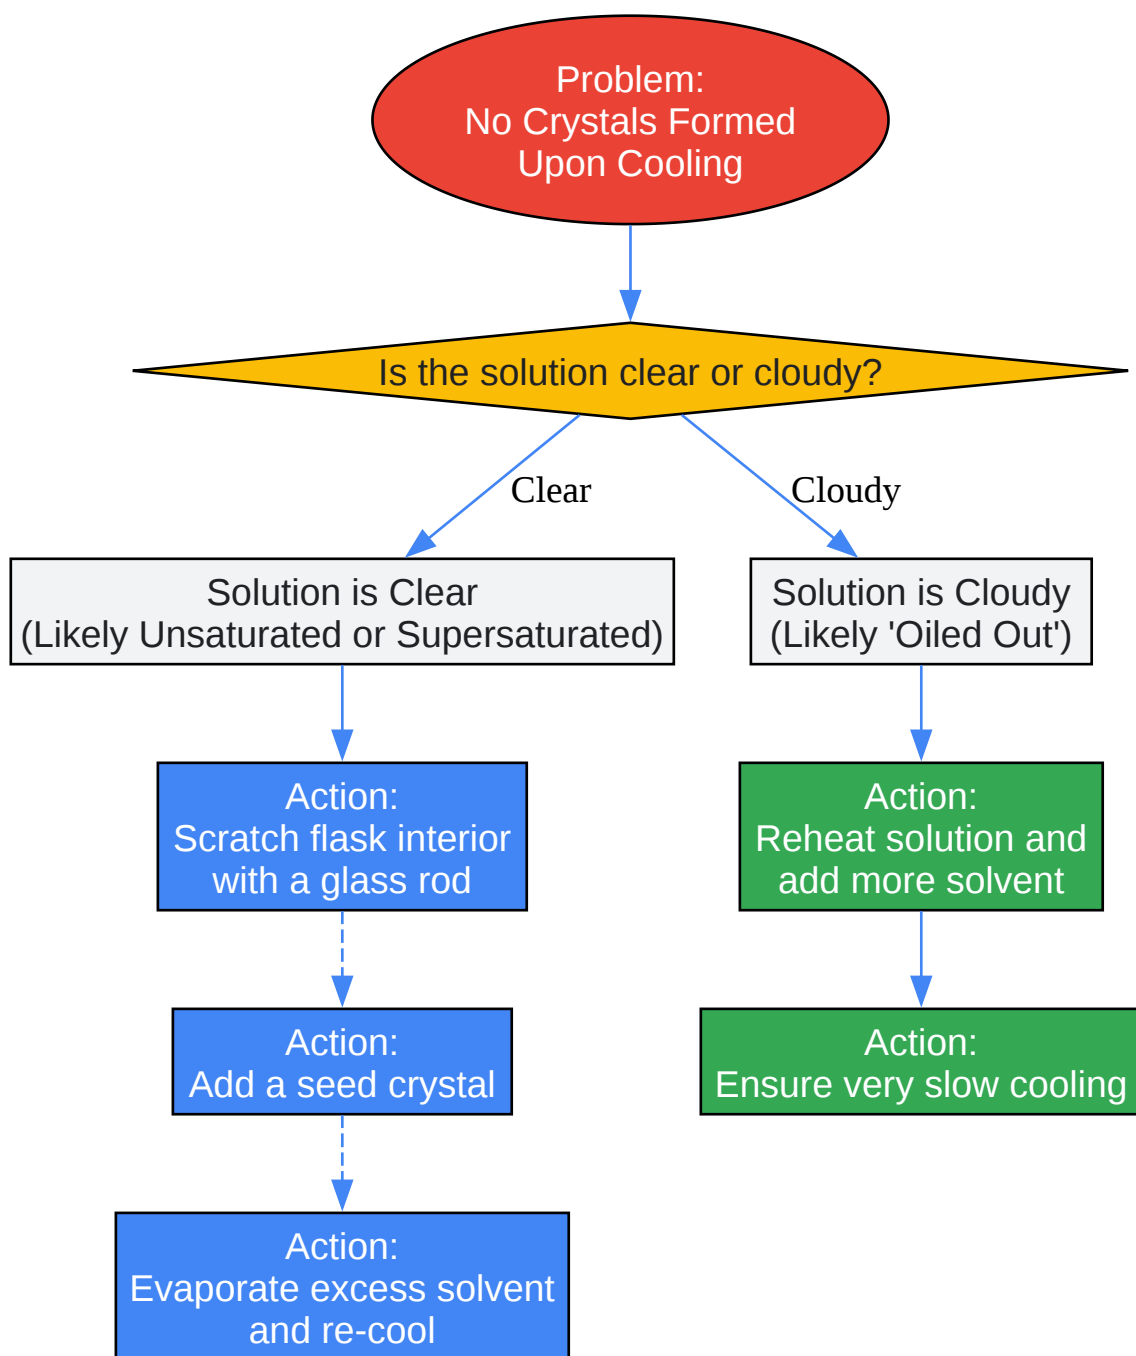 Problem:
No Crystals Formed
Upon Cooling
Is the solution clear or cloudy?
Clear
Cloudy
Solution is Clear
(Likely Unsaturated or Supersaturated)
Solution is Cloudy
(Likely 'Oiled Out')
Action:
Scratch flask interior
with a glass rod
Action:
Reheat solution and
add more solvent
Action:
Add a seed crystal
Action:
Ensure very slow cooling
Action:
Evaporate excess solvent
and re-cool